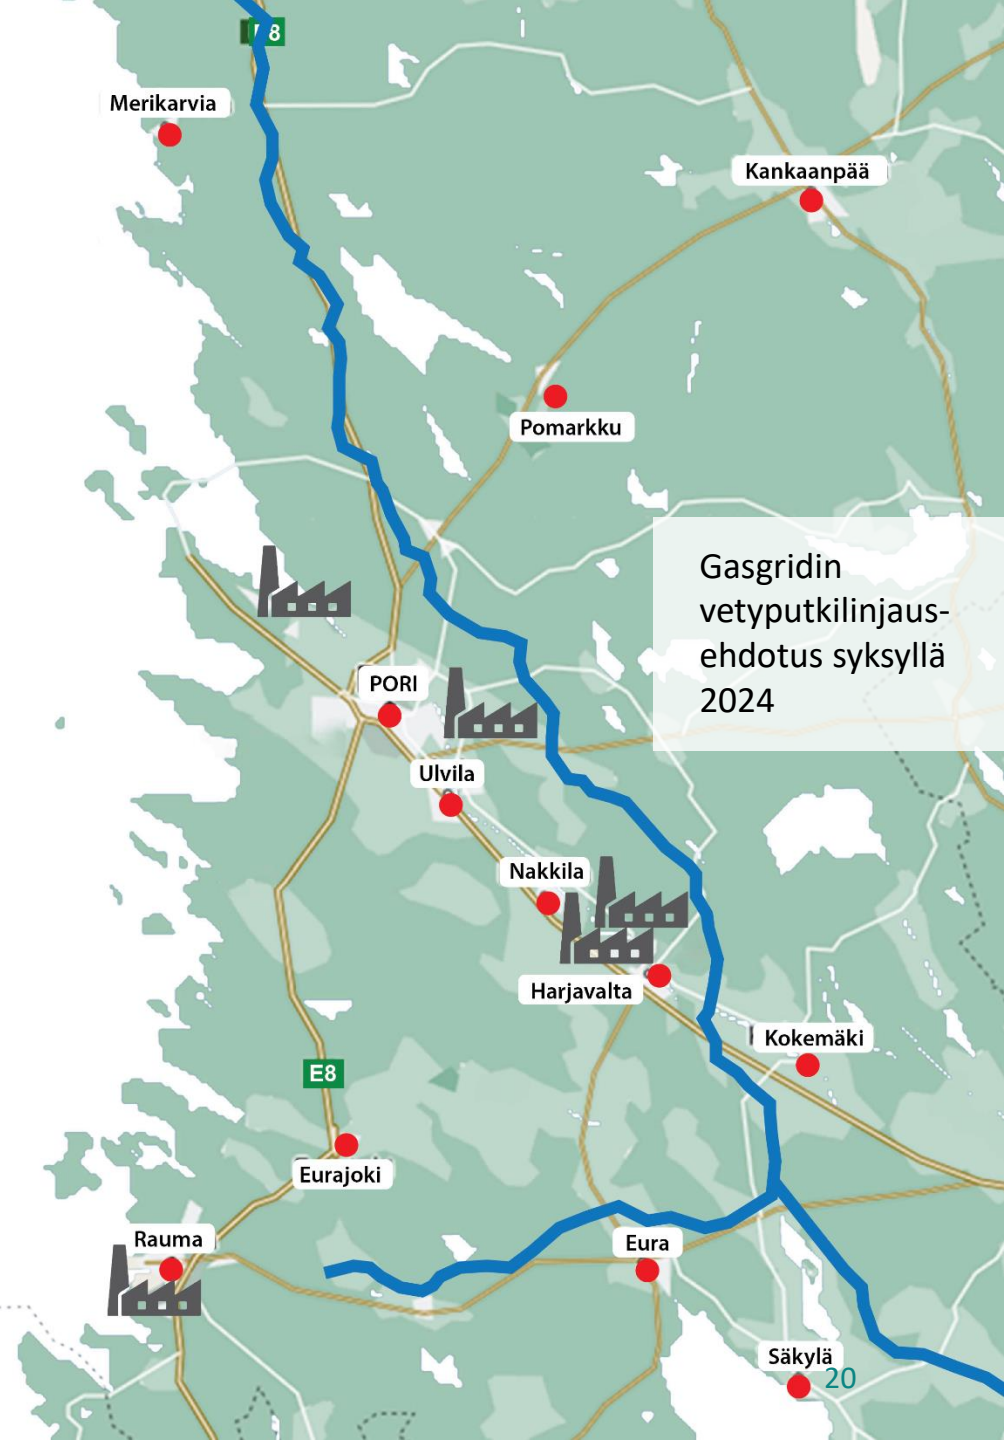 E8
Merikarvia
Kankaanpää
Pomarkku
Gasgridin
vetyputkilinjaus-
ehdotus syksyllä
2024
PORI
Ulvila
Nakkila
Harjavalta
Kokemäki
E8
Eurajoki
Rauma
Eura
Säkylä
20